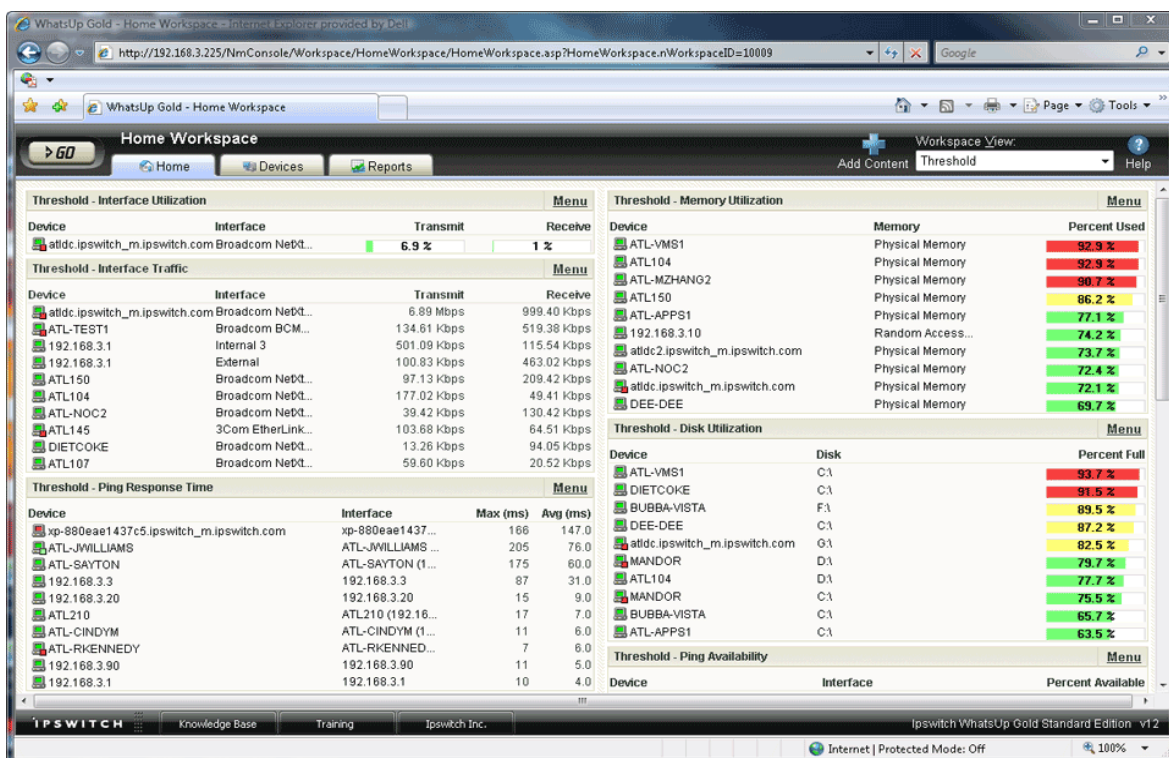 WhatsUp Gold - Home Workspace - Internet Explorer provided by Dell
http://192.168.3.225/NmConsole/Workspace/HomeWorkspace/HomeWorkspace.asp?HomeWorkspace.nWorkspaceID=10009
Google
WhatsUp Gold - Home Workspace
Page
Tools
>GO
Home Workspace
Home
Devices
Reports
Add Content
Workspace View:
Threshold
Help
Threshold - Interface Utilization Menu
Device Interface Transmit Receive
atldc.ipswitch_m.ipswitch.com Broadcom NetXt... 6.9 % 1 %
Threshold - Interface Traffic Menu
Device Interface Transmit Receive
atldc.ipswitch_m.ipswitch.com Broadcom NetXt... 6.89 Mbps 999.40 Kbps
ATL-TEST1 Broadcom BCM... 134.61 Kbps 519.38 Kbps
192.168.3.1 Internal 3 501.09 Kbps 115.54 Kbps
192.168.3.1 External 100.83 Kbps 463.02 Kbps
ATL150 Broadcom NetXt... 97.13 Kbps 209.42 Kbps
ATL104 Broadcom NetXt... 177.02 Kbps 49.41 Kbps
ATL-NOC2 Broadcom NetXt... 39.42 Kbps 130.42 Kbps
ATL145 3Com EtherLink... 103.68 Kbps 64.51 Kbps
DIETCOKE Broadcom NetXt... 13.26 Kbps 94.05 Kbps
ATL107 Broadcom NetXt... 59.60 Kbps 20.52 Kbps
Threshold - Ping Response Time Menu
Device Interface Max (ms) Avg (ms)
xp-880eae1437c5.ipswitch_m.ipswitch.com xp-880eae1437... 166 147.0
ATL-JWILLIAMS ATL-JWILLIAMS ... 205 76.0
ATL-SAYTON ATL-SAYTON (1... 175 60.0
192.168.3.3 192.168.3.3 87 31.0
192.168.3.20 192.168.3.20 15 9.0
ATL210 ATL210 (192.16... 17 7.0
ATL-CINDYM ATL-CINDYM (1... 11 6.0
ATL-RKENNEDY ATL-RKENNED... 7 6.0
192.168.3.90 192.168.3.90 11 5.0
192.168.3.1 192.168.3.1 10 4.0
Threshold - Memory Utilization Menu
Device Memory Percent Used
ATL-VMS1 Physical Memory 92.9 %
ATL104 Physical Memory 92.9 %
ATL-MZHANG2 Physical Memory 90.7 %
ATL150 Physical Memory 86.2 %
ATL-APPS1 Physical Memory 77.1 %
192.168.3.10 Random Access... 74.2 %
atldc2.ipswitch_m.ipswitch.com Physical Memory 73.7 %
ATL-NOC2 Physical Memory 72.4 %
atldc.ipswitch_m.ipswitch.com Physical Memory 72.1 %
DEE-DEE Physical Memory 69.7 %
Threshold - Disk Utilization Menu
Device Disk Percent Full
ATL-VMS1 C:\ 93.7 %
DIETCOKE C:\ 91.5 %
BUBBA-VISTA F:\ 89.5 %
DEE-DEE C:\ 87.2 %
atldc.ipswitch_m.ipswitch.com G:\ 82.5 %
MANDOR D:\ 79.7 %
ATL104 D:\ 77.7 %
MANDOR C:\ 75.5 %
BUBBA-VISTA C:\ 65.7 %
ATL-APPS1 C:\ 63.5 %
Threshold - Ping Availability Menu
Device Interface Percent Available
IPSWITCH
Knowledge Base
Training
Ipswitch Inc.
Ipswitch WhatsUp Gold Standard Edition v12
Internet | Protected Mode: Off
100%